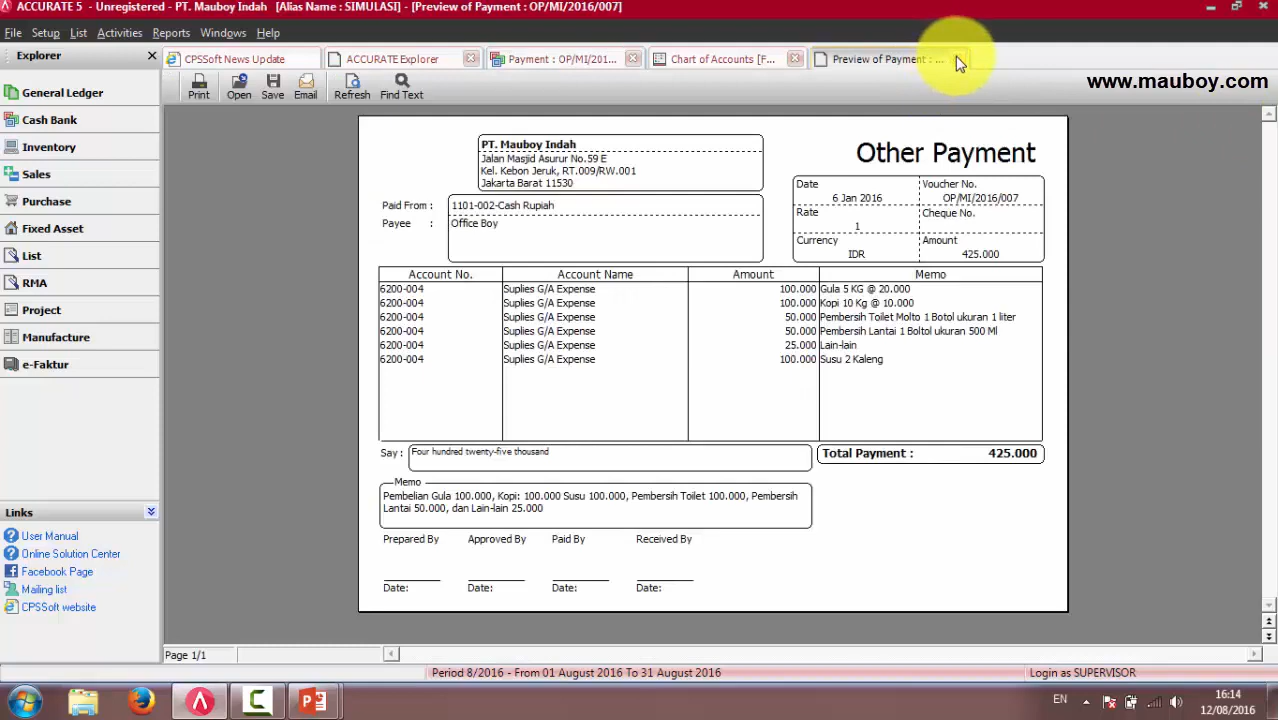 ACCURATE 5 - Unregistered - PT. Mauboy Indah [Alias Name : SIMULASI] - [Preview of Payment : OP/MI/2016/007]
File Setup List Activities Reports Windows Help
Explorer
CPSSoft News Update
ACCURATE Explorer
Payment : OP/MI/201...
Chart of Accounts [F...
Preview of Payment : ...
Print
Open
Save
Email
Refresh
Find Text
www.mauboy.com
General Ledger
Cash Bank
Inventory
Sales
Purchase
Fixed Asset
List
RMA
Project
Manufacture
e-Faktur
Links
User Manual
Online Solution Center
Facebook Page
Mailing list
CPSSoft website
PT. Mauboy Indah
Jalan Masjid Asurur No.59 E
Kel. Kebon Jeruk, RT.009/RW.001
Jakarta Barat 11530
Other Payment
Paid From : 1101-002-Cash Rupiah
Payee : Office Boy
Date
6 Jan 2016
Voucher No.
OP/MI/2016/007
Rate
1
Cheque No.
Currency
IDR
Amount
425.000
Account No. Account Name Amount Memo
6200-004 Suplies G/A Expense 100.000 Gula 5 KG @ 20.000
6200-004 Suplies G/A Expense 100.000 Kopi 10 Kg @ 10.000
6200-004 Suplies G/A Expense 50.000 Pembersih Toilet Molto 1 Botol ukuran 1 liter
6200-004 Suplies G/A Expense 50.000 Pembersih Lantai 1 Boltol ukuran 500 Ml
6200-004 Suplies G/A Expense 25.000 Lain-lain
6200-004 Suplies G/A Expense 100.000 Susu 2 Kaleng
Say : Four hundred twenty-five thousand
Total Payment : 425.000
Memo
Pembelian Gula 100.000, Kopi: 100.000 Susu 100.000, Pembersih Toilet 100.000, Pembersih
Lantai 50.000, dan Lain-lain 25.000
Prepared By Approved By Paid By Received By
Date: Date: Date: Date:
Page 1/1
Period 8/2016 - From 01 August 2016 To 31 August 2016
Login as SUPERVISOR
EN
16:14
12/08/2016